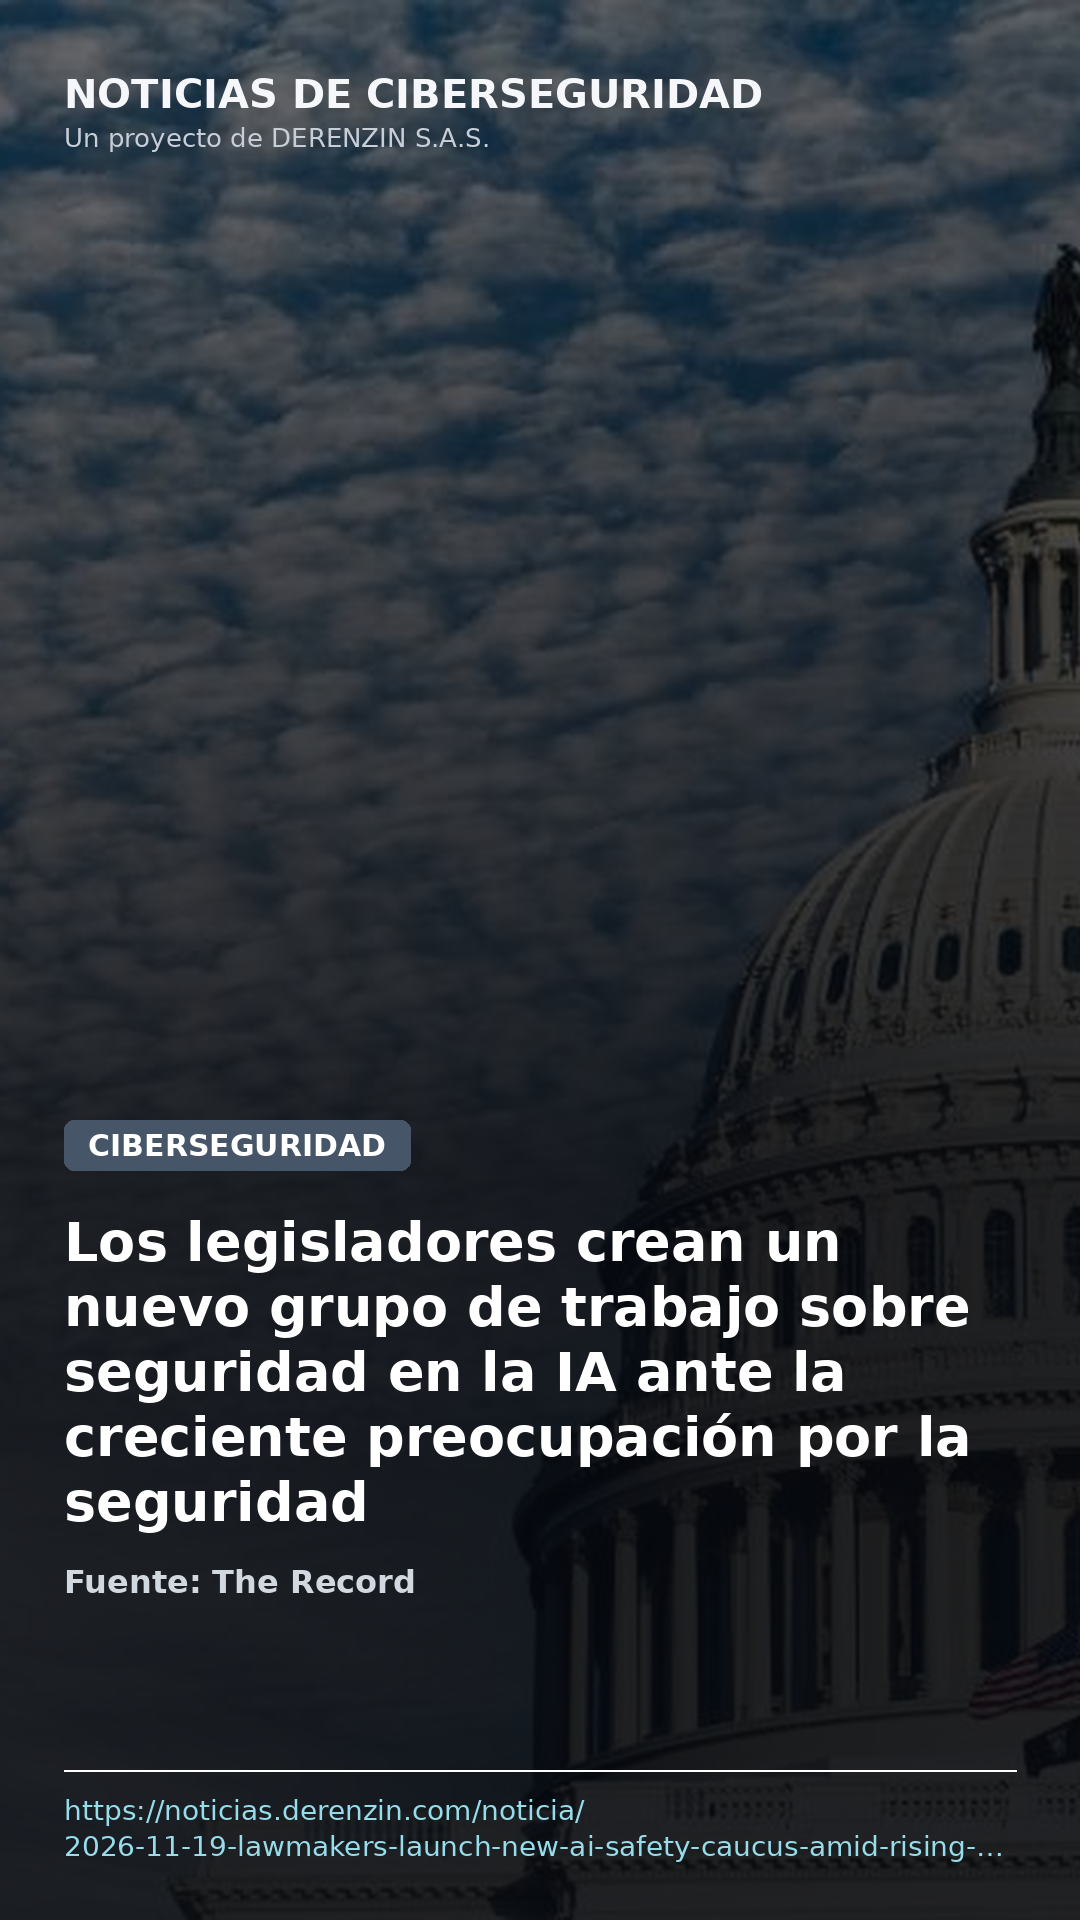 NOTICIAS DE CIBERSEGURIDAD
Un proyecto de DERENZIN S.A.S.
CIBERSEGURIDAD
Los legisladores crean un
nuevo grupo de trabajo sobre
seguridad en la IA ante la
creciente preocupación por la
seguridad
Fuente: The Record
https://noticias.derenzin.com/noticia/
2026-11-19-lawmakers-launch-new-ai-safety-caucus-amid-rising-…